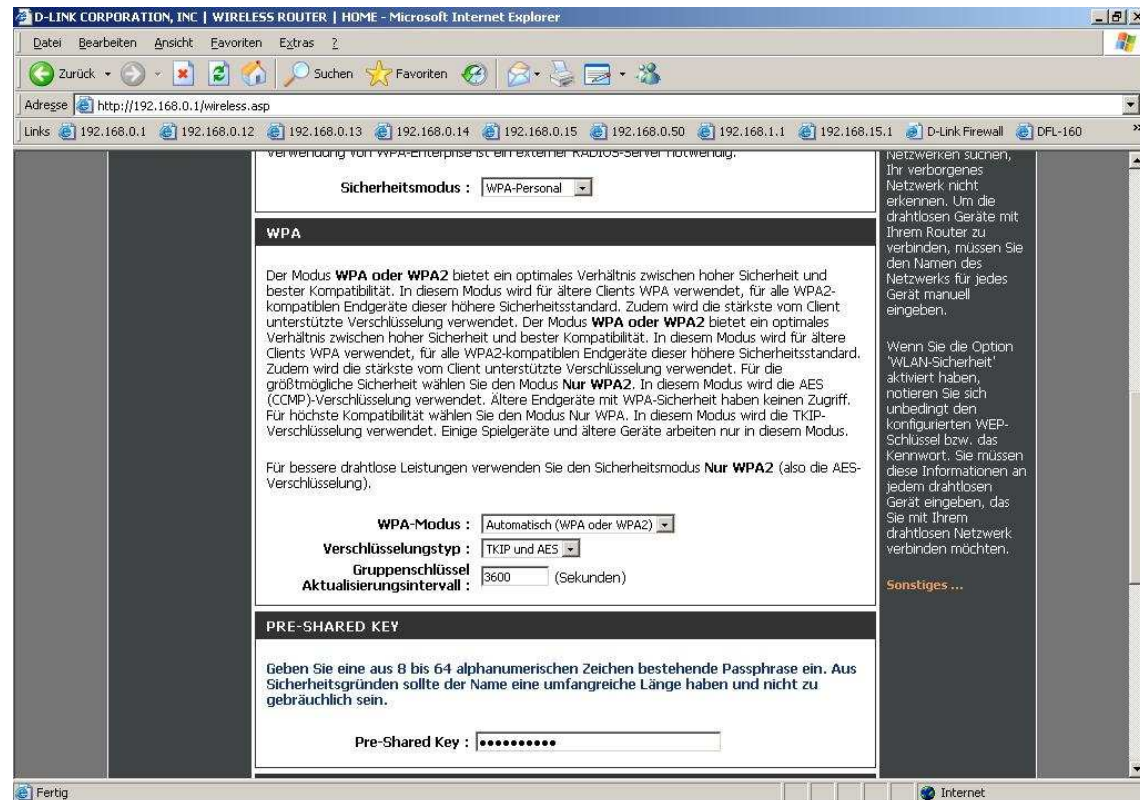 D-LINK CORPORATION, INC | WIRELESS ROUTER | HOME - Microsoft Internet Explorer
Datei Bearbeiten Ansicht Favoriten Extras ?
Zurück Suchen Favoriten
Adresse http://192.168.0.1/wireless.asp
Links 192.168.0.1 192.168.0.12 192.168.0.13 192.168.0.14 192.168.0.15 192.168.0.50 192.168.1.1 192.168.15.1 D-Link Firewall DFL-160 »
Verwendung von WPA-Enterprise ist ein externer RADIUS-Server notwendig.
Sicherheitsmodus : WPA-Personal
WPA
Der Modus WPA oder WPA2 bietet ein optimales Verhältnis zwischen hoher Sicherheit und
bester Kompatibilität. In diesem Modus wird für ältere Clients WPA verwendet, für alle WPA2-
kompatiblen Endgeräte dieser höhere Sicherheitsstandard. Zudem wird die stärkste vom Client
unterstützte Verschlüsselung verwendet. Der Modus WPA oder WPA2 bietet ein optimales
Verhältnis zwischen hoher Sicherheit und bester Kompatibilität. In diesem Modus wird für ältere
Clients WPA verwendet, für alle WPA2-kompatiblen Endgeräte dieser höhere Sicherheitsstandard.
Zudem wird die stärkste vom Client unterstützte Verschlüsselung verwendet. Für die
größtmögliche Sicherheit wählen Sie den Modus Nur WPA2. In diesem Modus wird die AES
(CCMP)-Verschlüsselung verwendet. Ältere Endgeräte mit WPA-Sicherheit haben keinen Zugriff.
Für höchste Kompatibilität wählen Sie den Modus Nur WPA. In diesem Modus wird die TKIP-
Verschlüsselung verwendet. Einige Spielgeräte und ältere Geräte arbeiten nur in diesem Modus.
Für bessere drahtlose Leistungen verwenden Sie den Sicherheitsmodus Nur WPA2 (also die AES-
Verschlüsselung).
WPA-Modus : Automatisch (WPA oder WPA2)
Verschlüsselungstyp : TKIP und AES
Gruppenschlüssel
Aktualisierungsintervall : 3600 (Sekunden)
PRE-SHARED KEY
Geben Sie eine aus 8 bis 64 alphanumerischen Zeichen bestehende Passphrase ein. Aus
Sicherheitsgründen sollte der Name eine umfangreiche Länge haben und nicht zu
gebräuchlich sein.
Pre-Shared Key : ●●●●●●●●●●
Netzwerken suchen,
Ihr verborgenes
Netzwerk nicht
erkennen. Um die
drahtlosen Geräte mit
Ihrem Router zu
verbinden, müssen Sie
den Namen des
Netzwerks für jedes
Gerät manuell
eingeben.
Wenn Sie die Option
'WLAN-Sicherheit'
aktiviert haben,
notieren Sie sich
unbedingt den
konfigurierten WEP-
Schlüssel bzw. das
Kennwort. Sie müssen
diese Informationen an
jedem drahtlosen
Gerät eingeben, das
Sie mit Ihrem
drahtlosen Netzwerk
verbinden möchten.
Sonstiges ...
Fertig
Internet